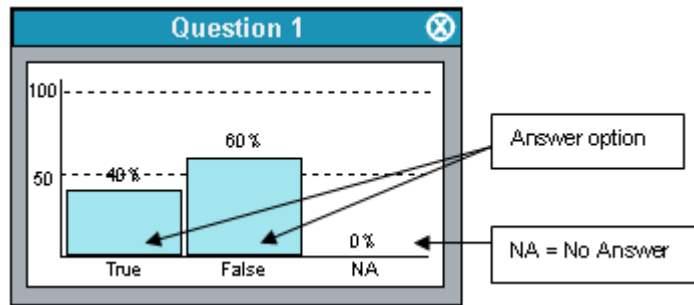 Question 1
100
60%
Answer option
50
40%
0%
NA = No Answer
True False NA